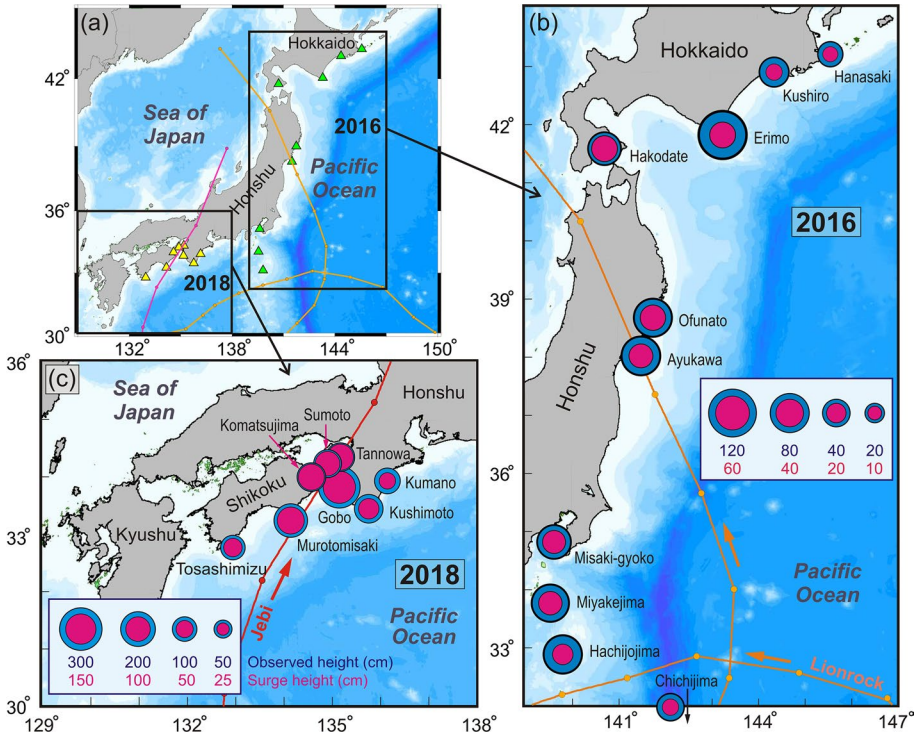 (a)
Hokkaido
42°
Sea of
Japan
2016
Pacific
Ocean
Honshu
36°
2018
30°
132
138
144
150°
(b)
Hokkaido
Hanasaki
Kushiro
42°
Erimo
Hakodate
2016
39°
Ofunato
Ayukawa
Honshu
120
80
40
20
60
40
20
10
36°
Misaki-gyoko
Pacific
Ocean
Miyakejima
Hachijojima
33°
Lionrock
Chichijima
141
144
147°
36°
(c)
Sea of
Japan
Honshu
Sumoto
Komatsujima
Tannowa
Shikoku
Kumano
Gobo
Kushimoto
Kyushu
Murotomisaki
33°
Tosashimizu
2018
Jebi
Pacific
Ocean
300
200
100
50
Observed height (cm)
150
100
50
25
Surge height (cm)
30°
129
131
133
135
138°